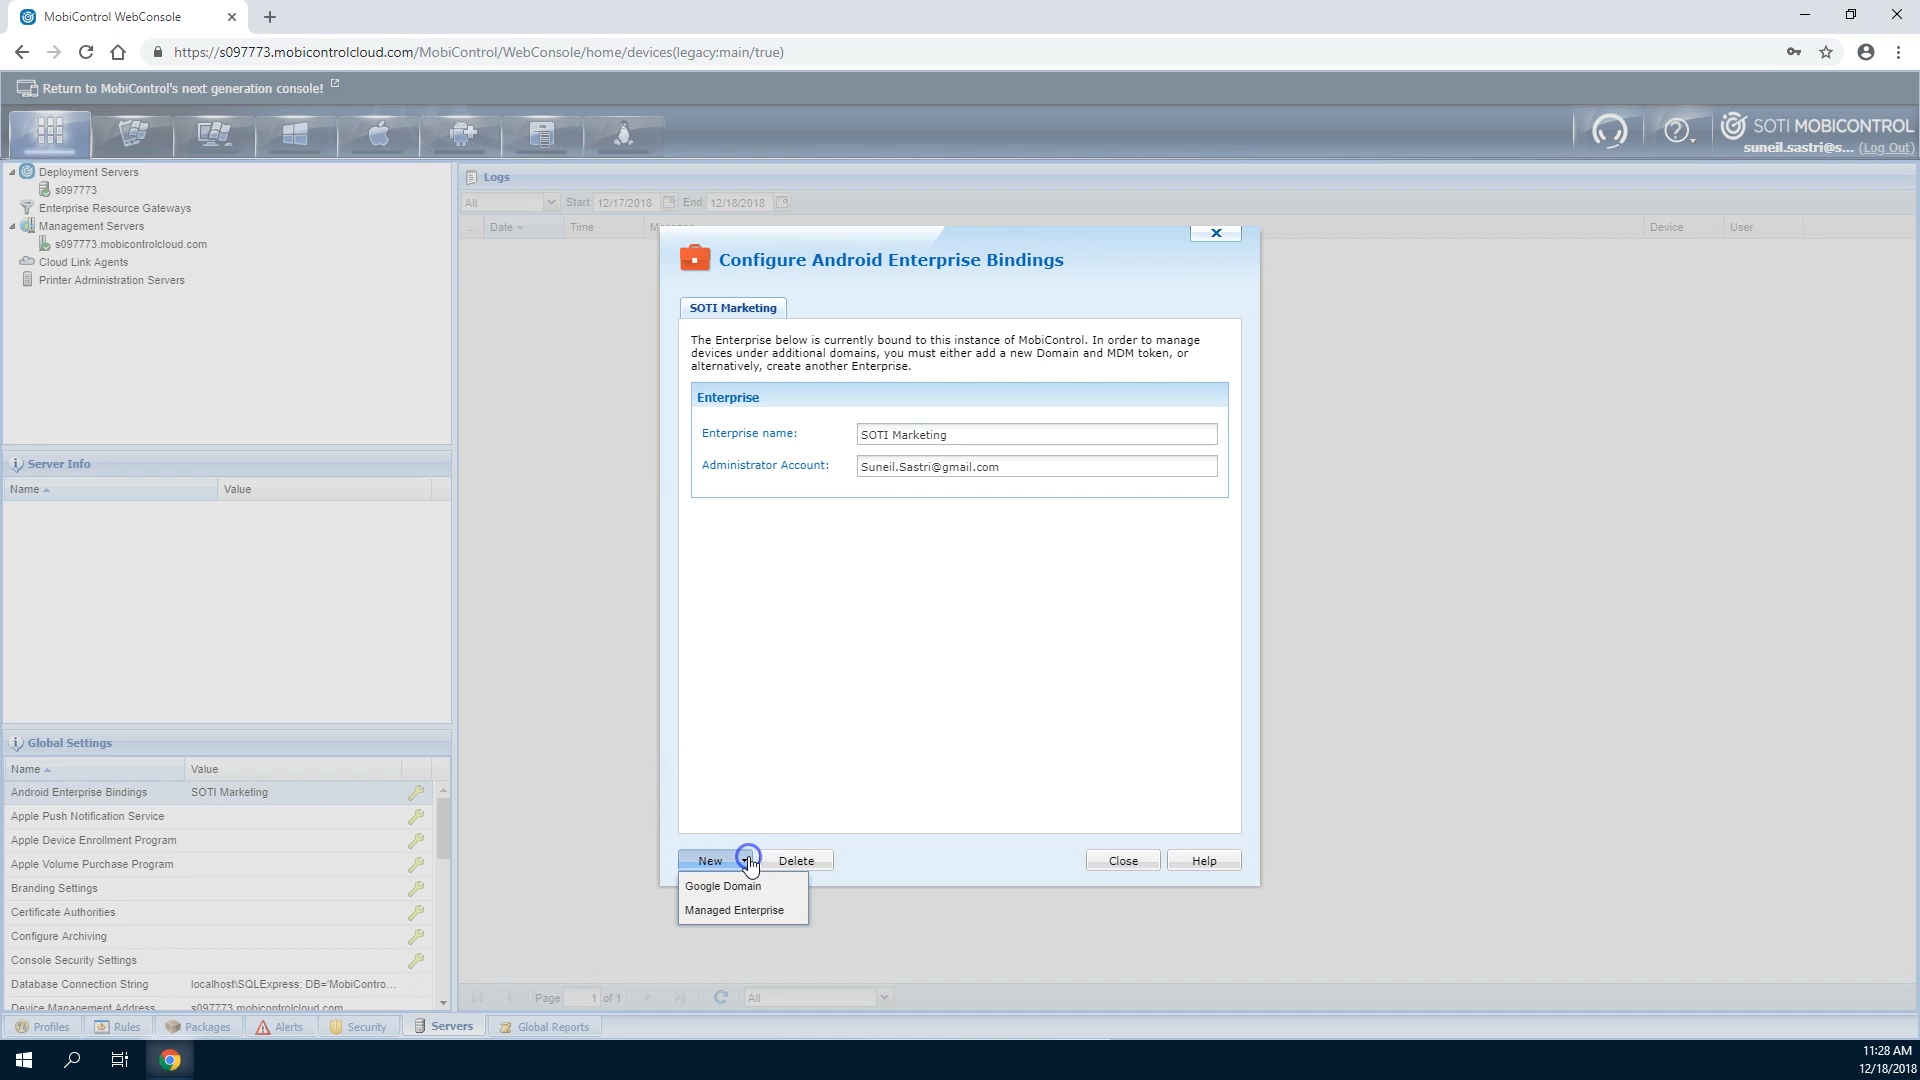 MobiControl WebConsole
https://s097773.mobicontrolcloud.com/MobiControl/WebConsole/home/devices(legacy:main/true)
Return to MobiControl's next generation console!
SOTI MOBICONTROL
suneil.sastri@s... (Log Out)
Deployment Servers
s097773
Enterprise Resource Gateways
Management Servers
s097773.mobicontrolcloud.com
Cloud Link Agents
Printer Administration Servers
Logs
All Start: 12/17/2018 End: 12/18/2018
... Date Time Device User
Configure Android Enterprise Bindings
SOTI Marketing
The Enterprise below is currently bound to this instance of MobiControl. In order to manage
devices under additional domains, you must either add a new Domain and MDM token, or
alternatively, create another Enterprise.
Enterprise
Enterprise name: SOTI Marketing
Administrator Account: Suneil.Sastri@gmail.com
New Delete Close Help
Google Domain
Managed Enterprise
Server Info
Name Value
Global Settings
Name Value
Android Enterprise Bindings SOTI Marketing
Apple Push Notification Service
Apple Device Enrollment Program
Apple Volume Purchase Program
Branding Settings
Certificate Authorities
Configure Archiving
Console Security Settings
Database Connection String localhost\SQLExpress; DB='MobiContro...
Device Management Address s097773.mobicontrolcloud.com
Page 1 of 1 All
Profiles Rules Packages Alerts Security Servers Global Reports
11:28 AM
12/18/2018